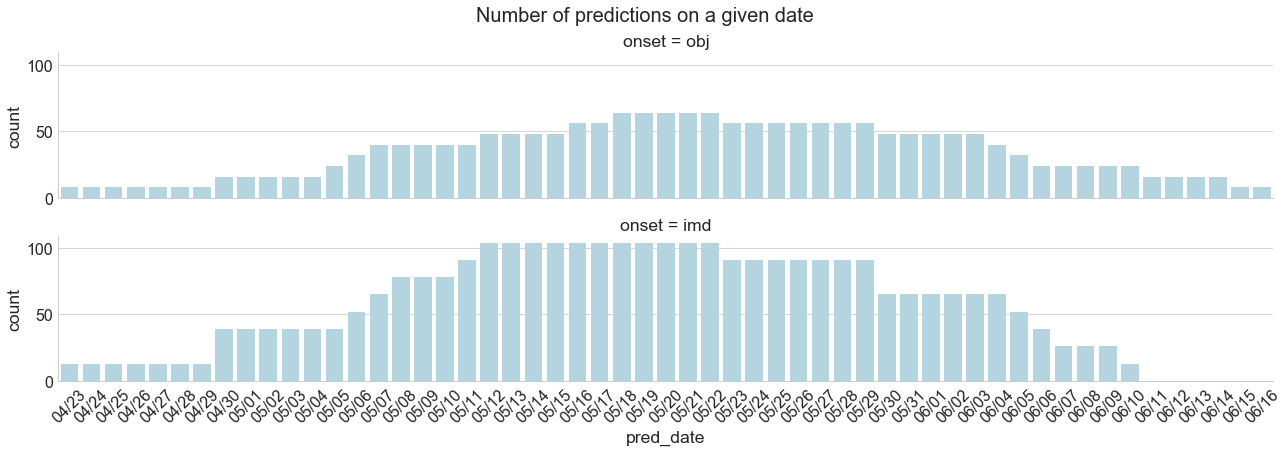 Number of predictions on a given date
onset = obj
100
50
0
count
onset = imd
100
50
0
count
04/23 04/24 04/25 04/26 04/27 04/28 04/29 04/30 05/01 05/02 05/03 05/04 05/05 05/06 05/07 05/08 05/09 05/10 05/11 05/12 05/13 05/14 05/15 05/16 05/17 05/18 05/19 05/20 05/21 05/22 05/23 05/24 05/25 05/26 05/27 05/28 05/29 05/30 05/31 06/01 06/02 06/03 06/04 06/05 06/06 06/07 06/08 06/09 06/10 06/11 06/12 06/13 06/14 06/15 06/16
pred_date